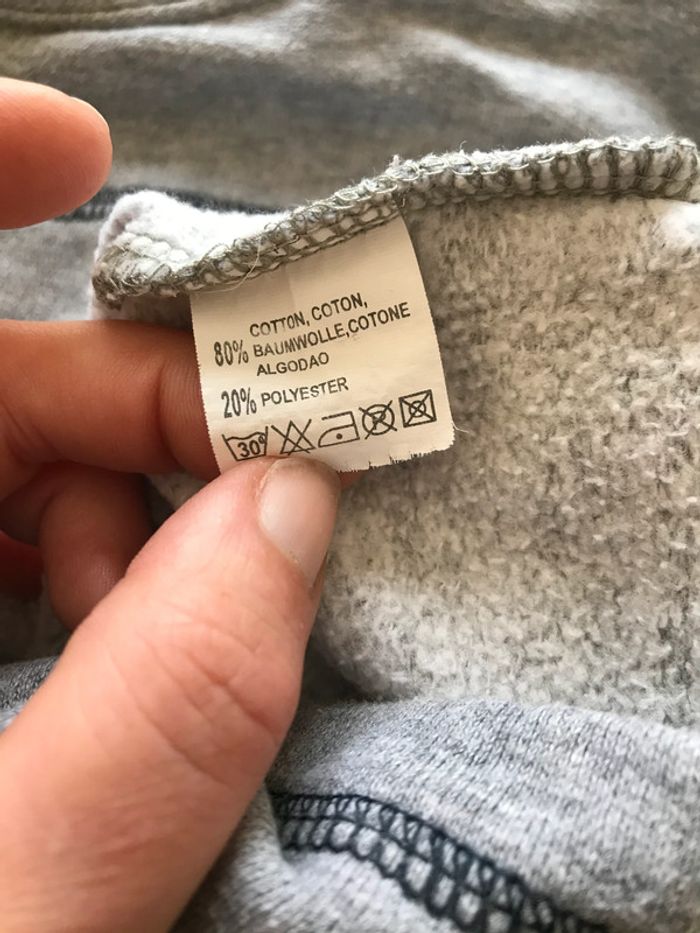 COTTON, COTON,
80% BAUMWOLLE,COTONE
ALGODAO
20% POLYESTER
30°